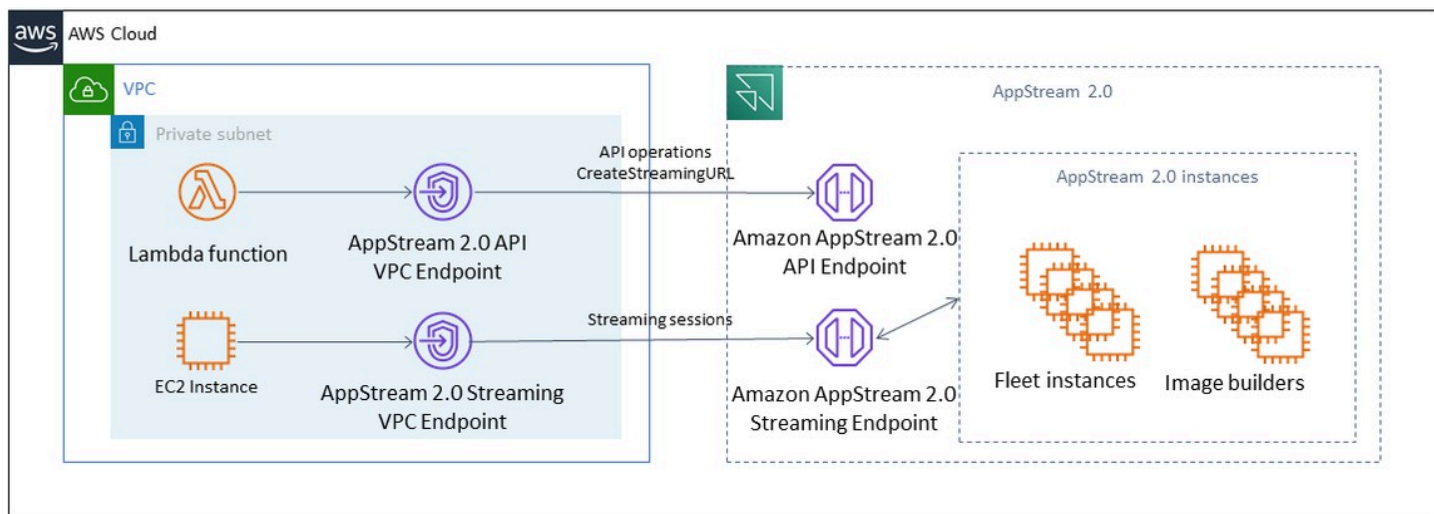 aws
AWS Cloud
VPC
AppStream 2.0
Private subnet
API operations
CreateStreamingURL
AppStream 2.0 instances
Lambda function
AppStream 2.0 API
VPC Endpoint
Amazon AppStream 2.0
API Endpoint
Streaming sessions
EC2 Instance
AppStream 2.0 Streaming
VPC Endpoint
Amazon AppStream 2.0
Streaming Endpoint
Fleet instances
Image builders